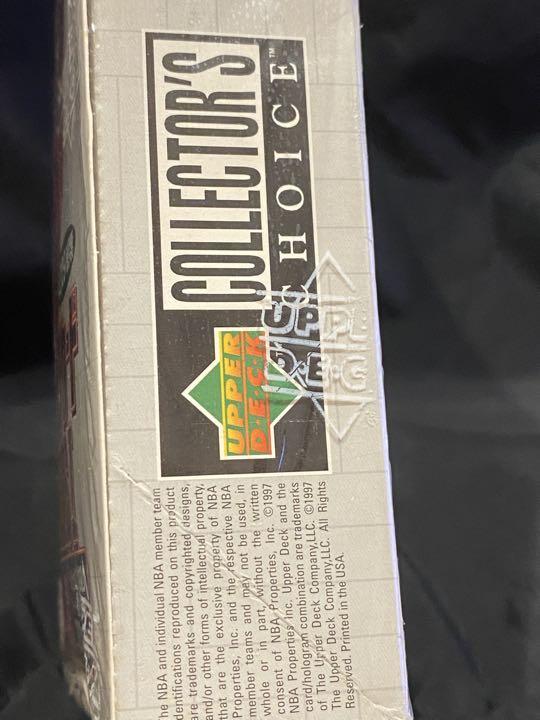 COLLECTOR'S
CHOICE™
UPPER
DECK
UPPER
DECK
The NBA and individual NBA member team
identifications reproduced on this product
are trademarks and copyrighted designs,
and/or other forms of intellectual property,
that are the exclusive property of NBA
Properties, Inc. and the respective NBA
member teams and may not be used, in
whole or in part, without the written
consent of NBA Properties, Inc. ©1997
NBA Properties Inc. Upper Deck and the
card/hologram combination are trademarks
of The Upper Deck Company,LLC. ©1997
The Upper Deck Company,LLC. All Rights
Reserved. Printed in the USA.